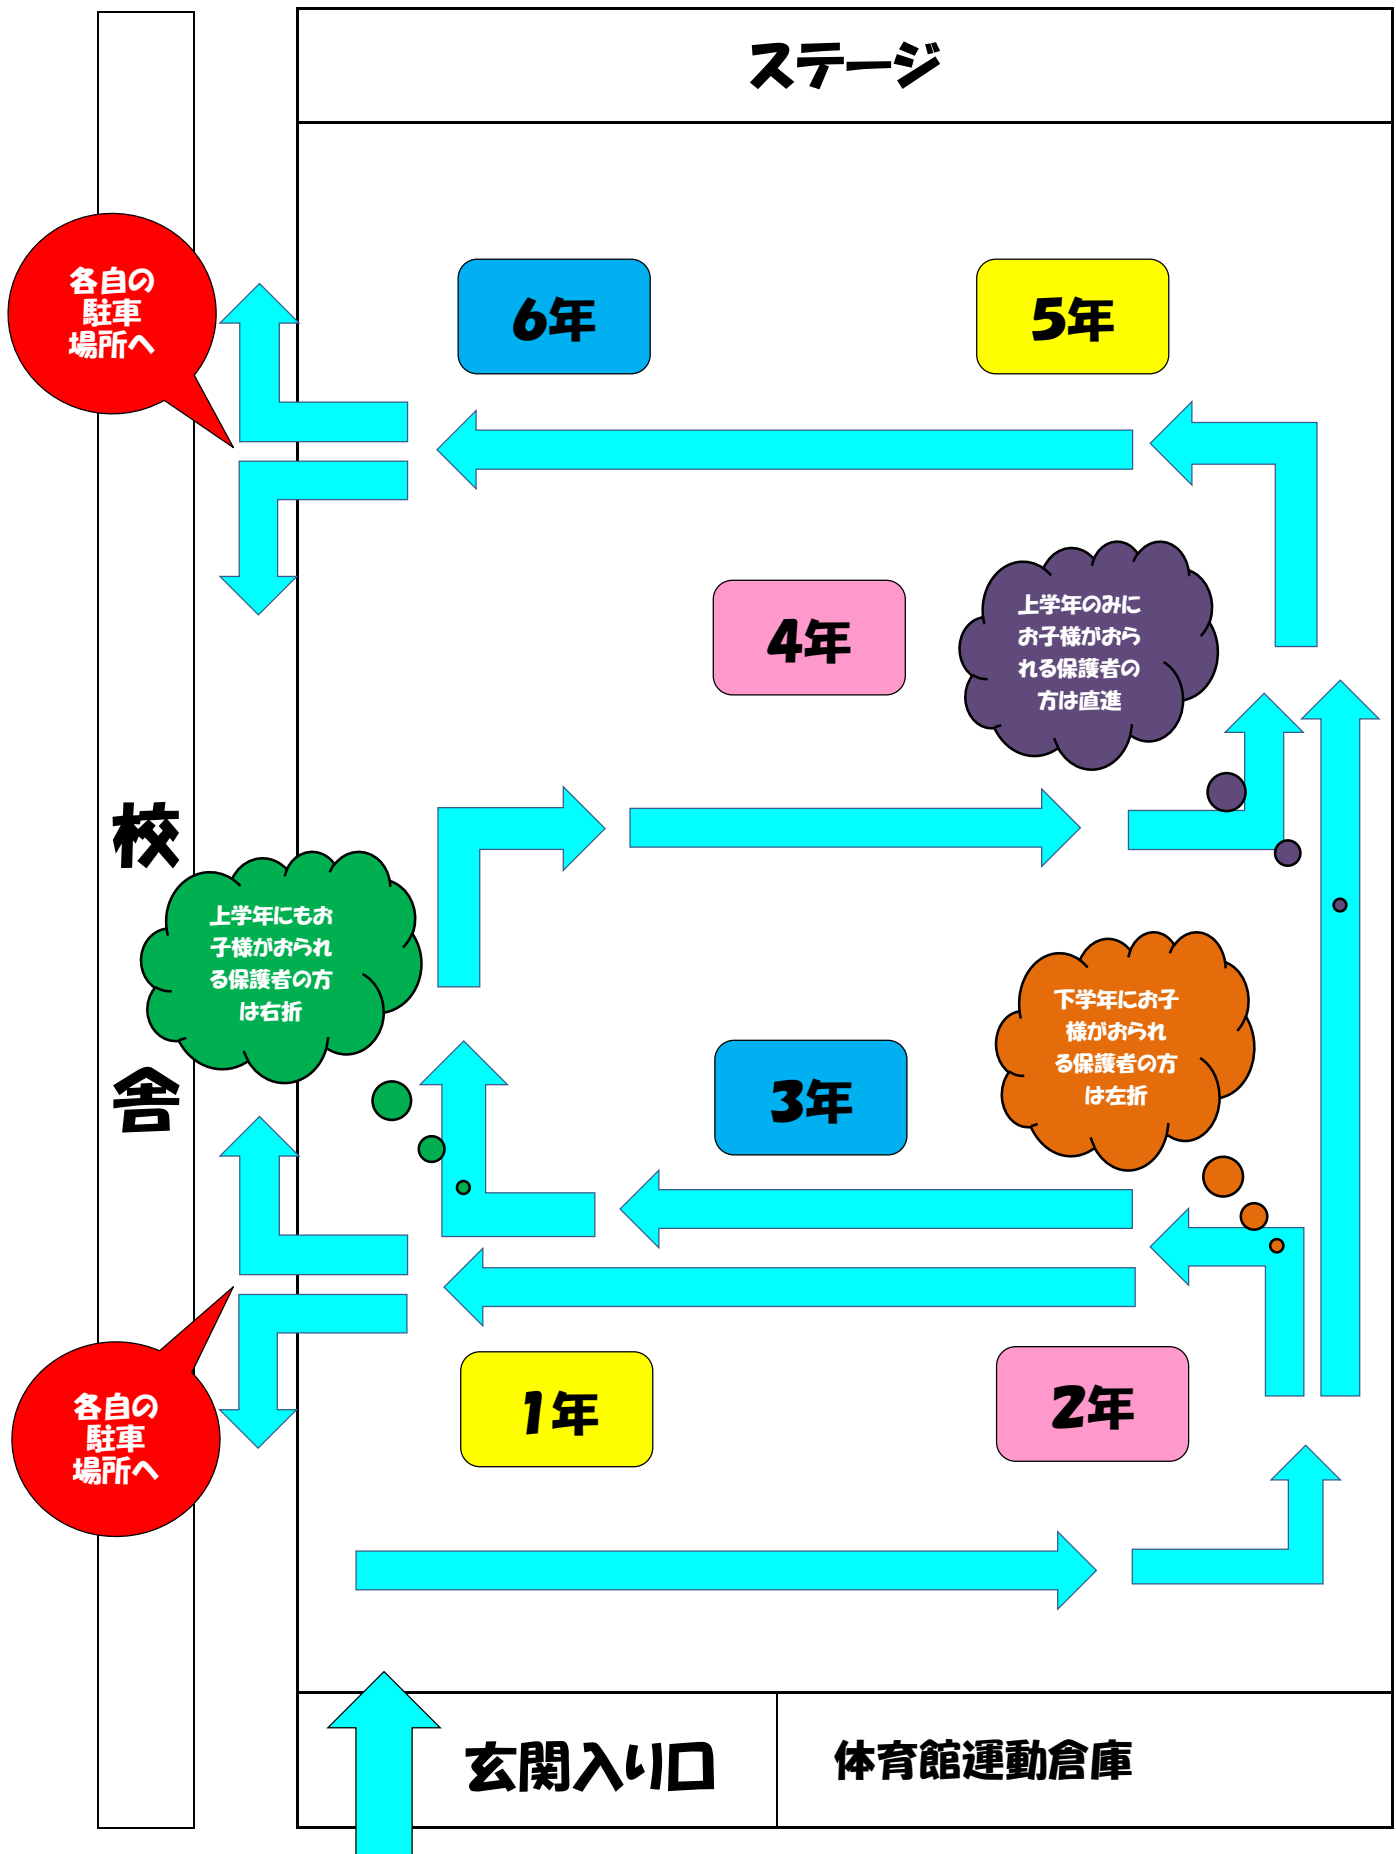 ステージ
各自の
駐車
場所へ
6年
5年
4年
上学年のみに
お子様がおら
れる保護者の
方は直進
校
舎
上学年にもお
子様がおられ
る保護者の方
は右折
下学年にお子
様がおられ
る保護者の方
は左折
3年
1年
2年
各自の
駐車
場所へ
玄関入り口
体育館運動倉庫